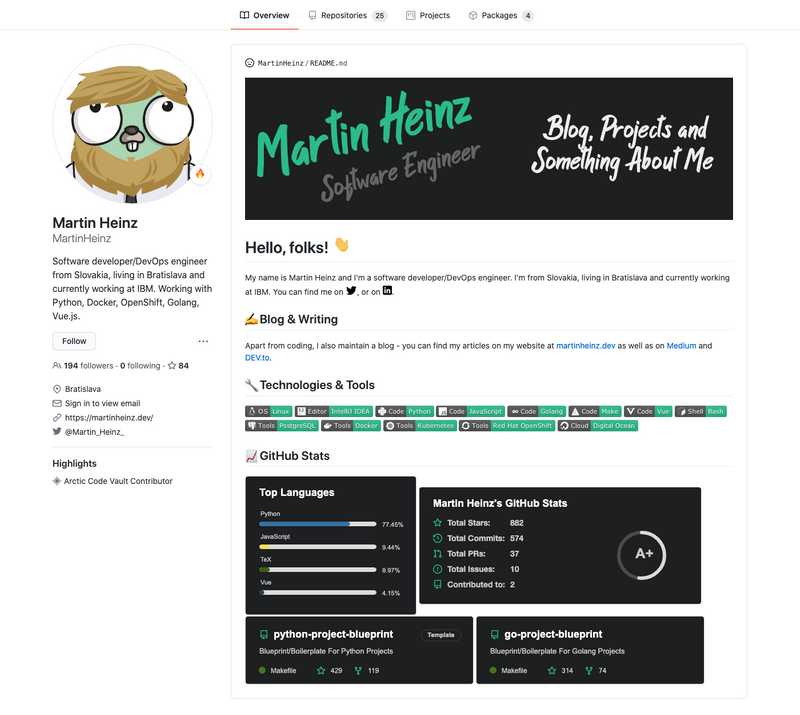 Overview Repositories 25 Projects Packages 4
Martin Heinz
MartinHeinz
Software developer/DevOps engineer
from Slovakia, living in Bratislava and
currently working at IBM. Working with
Python, Docker, OpenShift, Golang,
Vue.js.
Follow
194 followers · 0 following · 84
Bratislava
Sign in to view email
https://martinheinz.dev/
@Martin_Heinz_
Highlights
Arctic Code Vault Contributor
MartinHeinz/README.md
Martin Heinz
Software Engineer
Blog, Projects and
Something About Me
Hello, folks! 👋
My name is Martin Heinz and I'm a software developer/DevOps engineer. I'm from Slovakia, living in Bratislava and currently working
at IBM. You can find me on , or on .
✍Blog & Writing
Apart from coding, I also maintain a blog - you can find my articles on my website at martinheinz.dev as well as on Medium and
DEV.to.
🔧Technologies & Tools
OS Linux Editor IntelliJ IDEA Code Python Code JavaScript Code Golang Code Make Code Vue Shell Bash
Tools PostgreSQL Tools Docker Tools Kubernetes Tools Red Hat OpenShift Cloud Digital Ocean
📈GitHub Stats
Top Languages
Python
77.45%
JavaScript
9.44%
TeX
8.97%
Vue
4.15%
Martin Heinz's GitHub Stats
Total Stars: 882
Total Commits: 574
Total PRs: 37
Total Issues: 10
Contributed to: 2
A+
python-project-blueprint Template
Blueprint/Boilerplate For Python Projects
Makefile 429 119
go-project-blueprint
Blueprint/Boilerplate For Golang Projects
Makefile 314 74